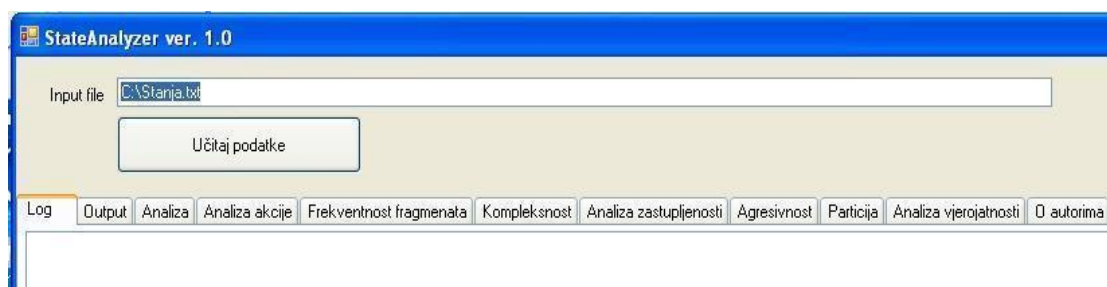 StateAnalyzer ver. 1.0
Input file C:\Stanja.txt
Učitaj podatke
Log Output Analiza Analiza akcije Frekventnost fragmenata Kompleksnost Analiza zastupljenosti Agresivnost Particija Analiza vjerojatnosti O autorima